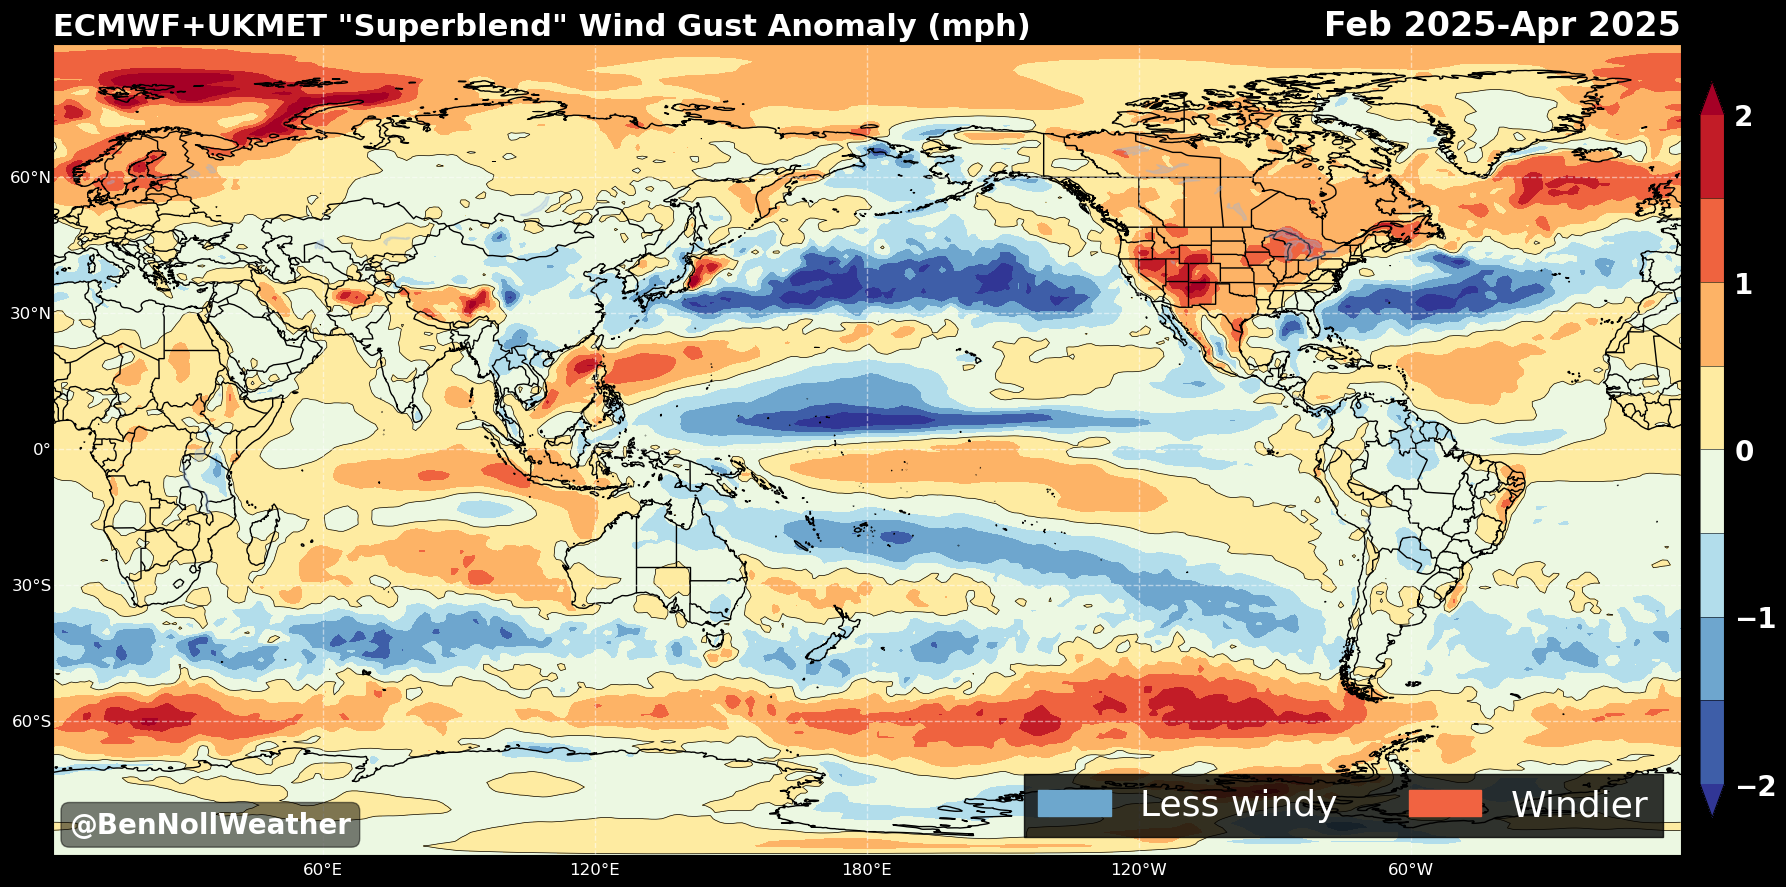 ECMWF+UKMET "Superblend" Wind Gust Anomaly (mph)
Feb 2025-Apr 2025
2
1
0
−1
−2
60°N
30°N
0°
30°S
60°S
@BenNollWeather
Less windy
Windier
60°E
120°E
180°E
120°W
60°W